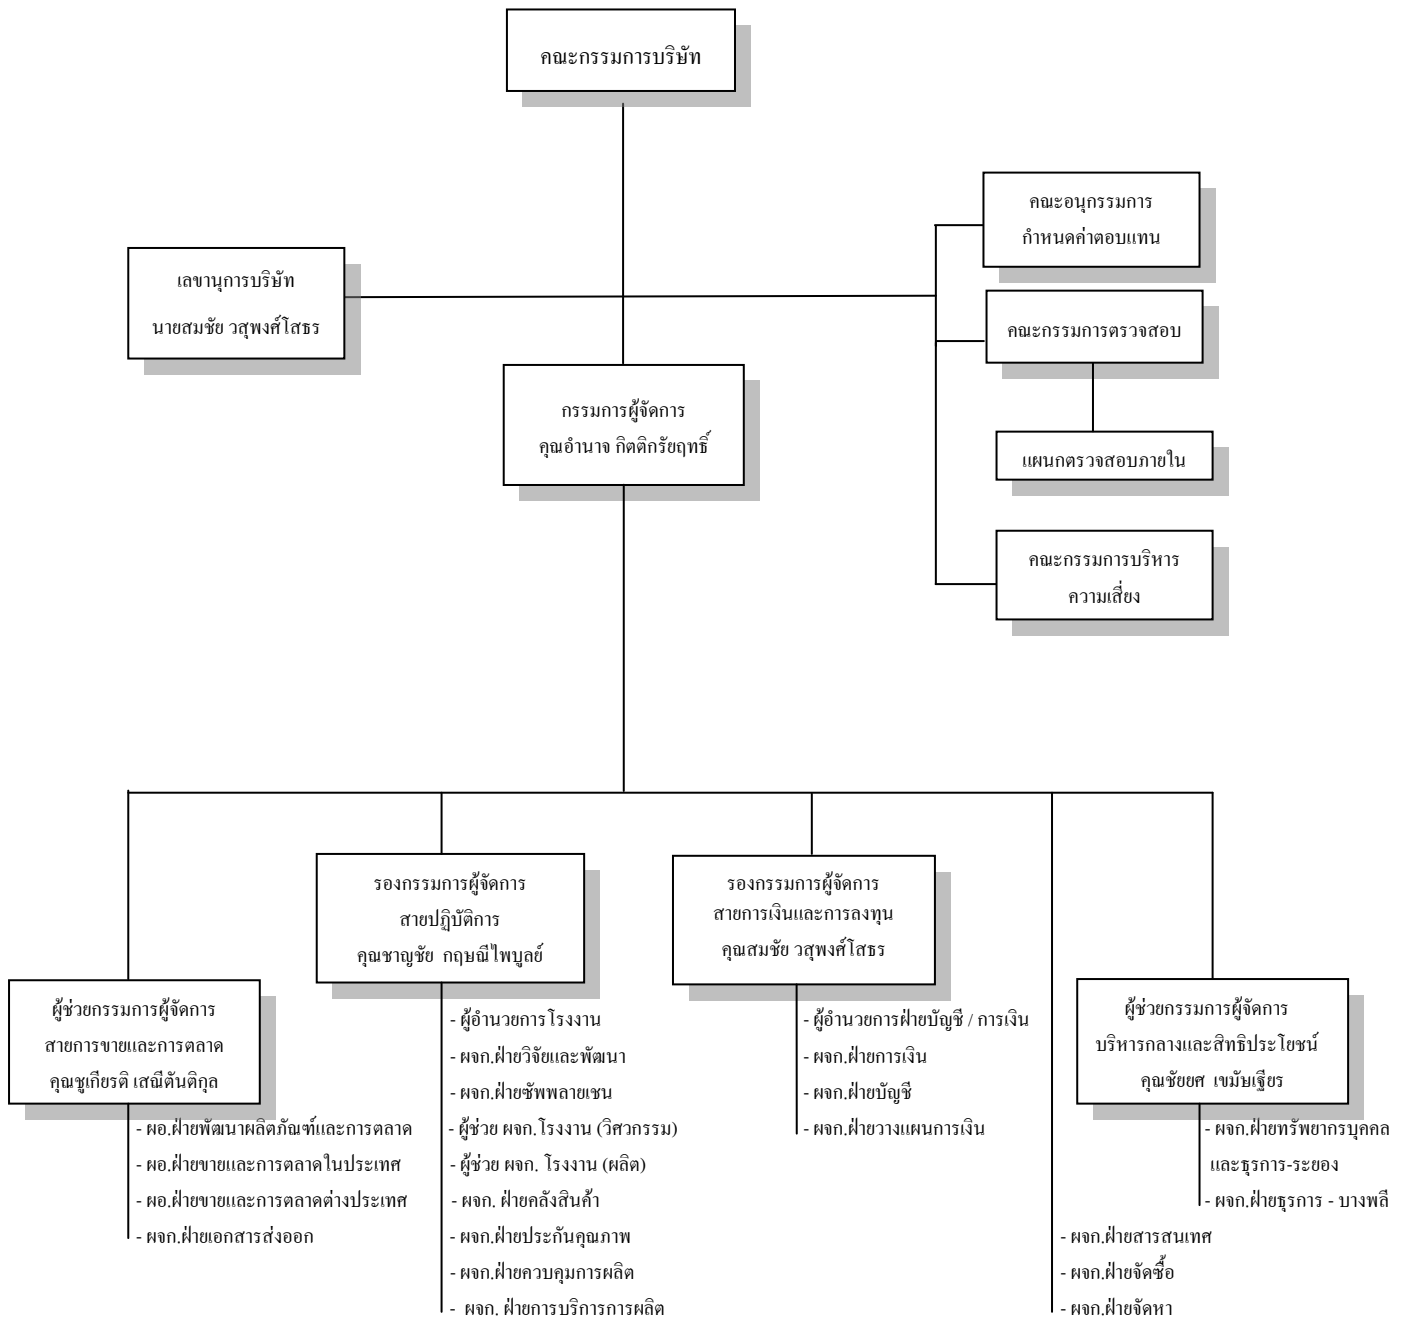 คณะกรรมการบริษัท
คณะอนุกรรมการ
กำหนดค่าตอบแทน
เลขานุการบริษัท
นายสมชัย วสุพงศ์โสธร
คณะกรรมการตรวจสอบ
กรรมการผู้จัดการ
คุณอำนาจ กิตติกรัยฤทธิ์
แผนกตรวจสอบภายใน
คณะกรรมการบริหาร
ความเสี่ยง
ผู้ช่วยกรรมการผู้จัดการ
สายการขายและการตลาด
คุณชูเกียรติ เสณีตันติกุล
- ผอ.ฝ่ายพัฒนาผลิตภัณฑ์และการตลาด
- ผอ.ฝ่ายขายและการตลาดในประเทศ
- ผอ.ฝ่ายขายและการตลาดต่างประเทศ
- ผจก.ฝ่ายเอกสารส่งออก
รองกรรมการผู้จัดการ
สายปฏิบัติการ
คุณชาญชัย กฤษณีไพบูลย์
- ผู้อำนวยการโรงงาน
- ผจก.ฝ่ายวิจัยและพัฒนา
- ผจก.ฝ่ายซัพพลายเชน
- ผู้ช่วย ผจก.โรงงาน (วิศวกรรม)
- ผู้ช่วย ผจก. โรงงาน (ผลิต)
- ผจก. ฝ่ายคลังสินค้า
- ผจก.ฝ่ายประกันคุณภาพ
- ผจก.ฝ่ายควบคุมการผลิต
- ผจก. ฝ่ายการบริการการผลิต
รองกรรมการผู้จัดการ
สายการเงินและการลงทุน
คุณสมชัย วสุพงศ์โสธร
- ผู้อำนวยการฝ่ายบัญชี / การเงิน
- ผจก.ฝ่ายการเงิน
- ผจก.ฝ่ายบัญชี
- ผจก.ฝ่ายวางแผนการเงิน
ผู้ช่วยกรรมการผู้จัดการ
บริหารกลางและสิทธิประโยชน์
คุณชัยยศ เขมัษเฐียร
- ผจก.ฝ่ายทรัพยากรบุคคล
และธุรการ-ระยอง
- ผจก.ฝ่ายธุรการ - บางพลี
- ผจก.ฝ่ายสารสนเทศ
- ผจก.ฝ่ายจัดซื้อ
- ผจก.ฝ่ายจัดหา